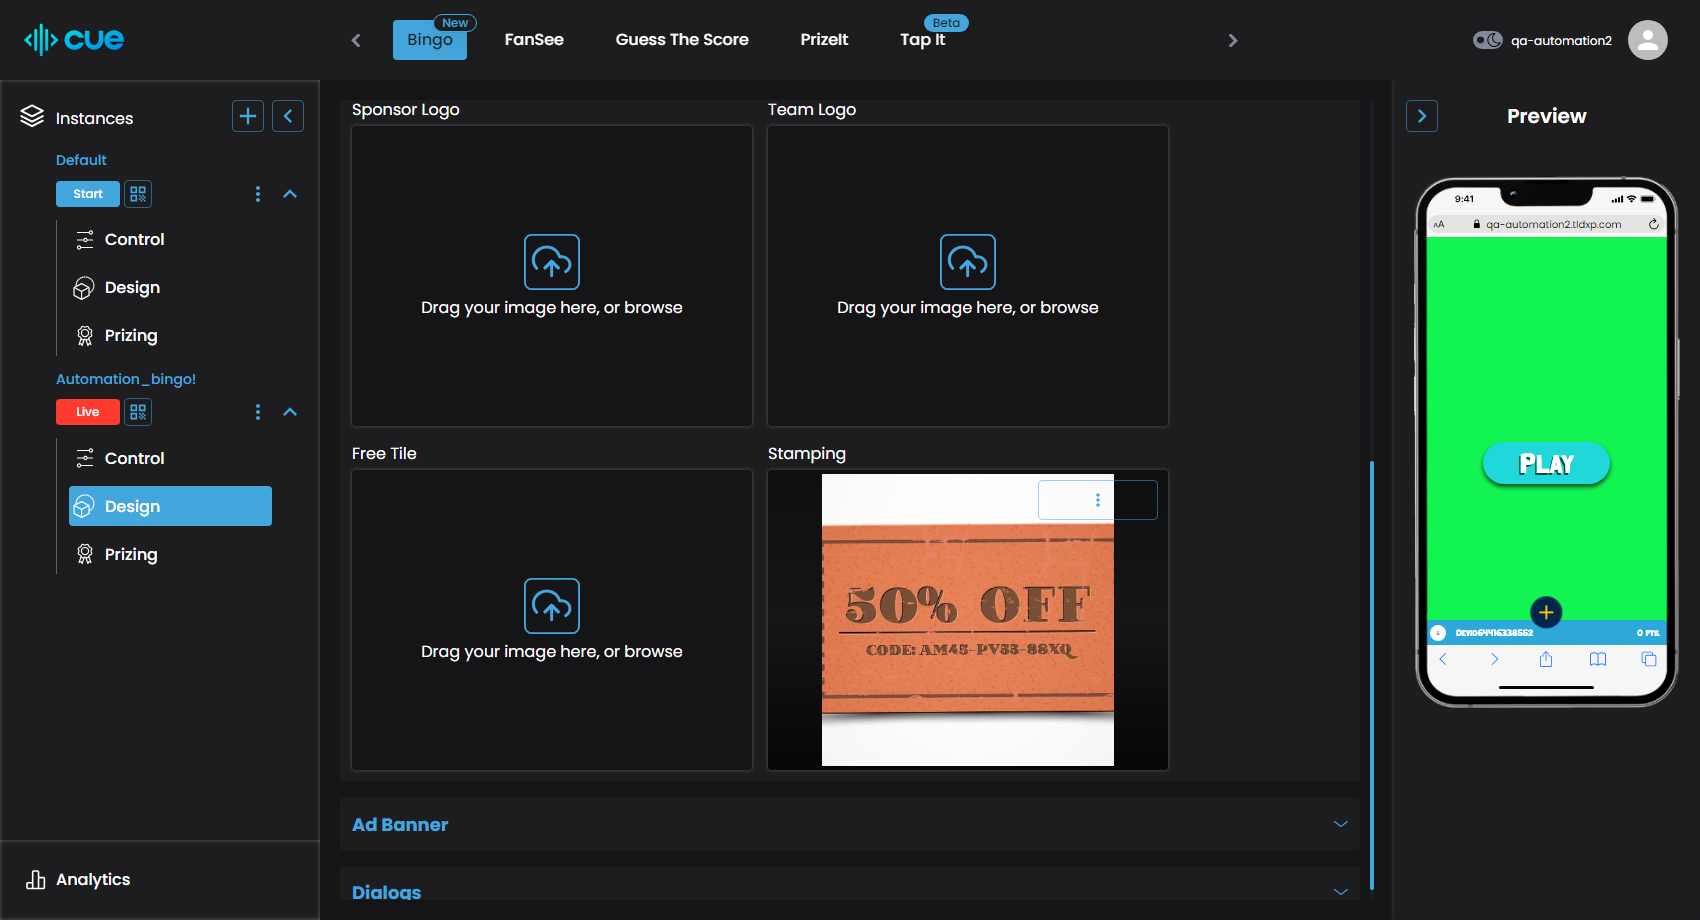 cue
Bingo
New
FanSee
Guess The Score
PrizeIt
Tap It
Beta
qa-automation2
Instances
Default
Start
Control
Design
Prizing
Automation_bingo!
Live
Control
Design
Prizing
Analytics
Sponsor Logo
Team Logo
Drag your image here, or browse
Drag your image here, or browse
Free Tile
Stamping
Drag your image here, or browse
50% OFF
CODE: AM45-PV55-88XQ
Ad Banner
Dialogs
Preview
9:41
AA
qa-automation2.tldxp.com
PLAY
0 PTS.